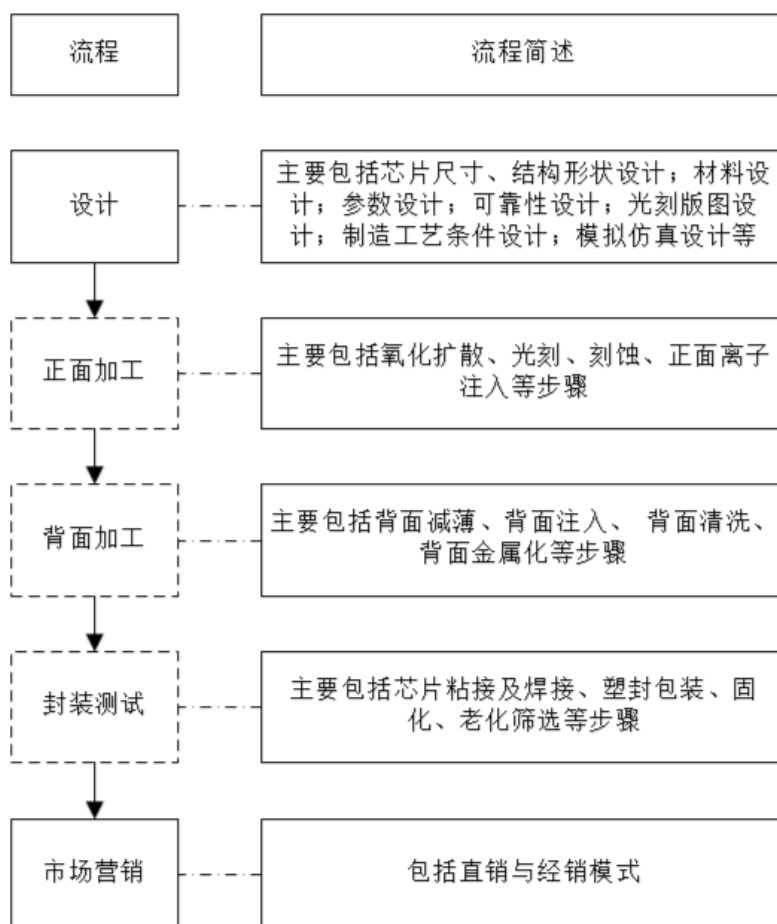 流程
流程简述
设计
主要包括芯片尺寸、结构形状设计；材料设
计；参数设计；可靠性设计；光刻版图设
计；制造工艺条件设计；模拟仿真设计等
正面加工
主要包括氧化扩散、光刻、刻蚀、正面离子
注入等步骤
背面加工
主要包括背面减薄、背面注入、 背面清洗、
背面金属化等步骤
封装测试
主要包括芯片粘接及焊接、塑封包装、固
化、老化筛选等步骤
市场营销
包括直销与经销模式